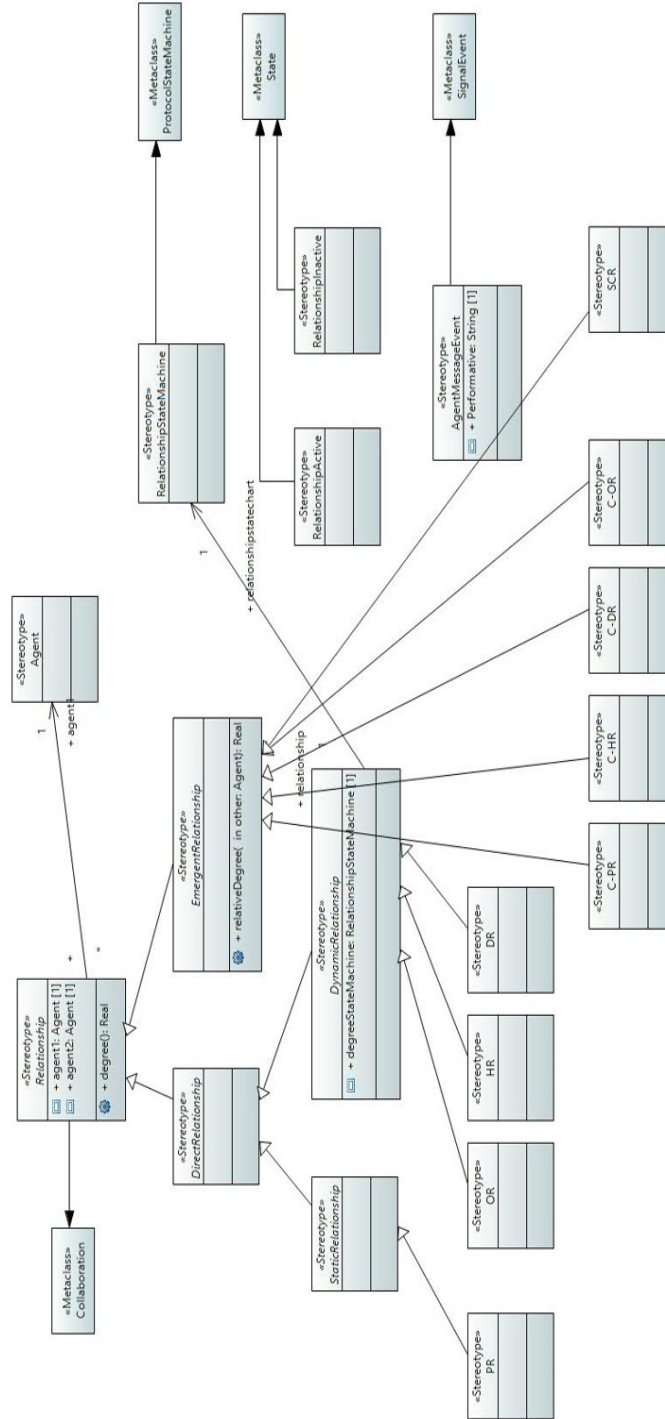 «Metaclass»
Collaboration
«Stereotype»
Relationship
+ agent1: Agent [1]
+ agent2: Agent [1]
+ degree(): Real
+
*
«Stereotype»
Agent
1
+ agent1
«Stereotype»
DirectRelationship
«Stereotype»
EmergentRelationship
+ relativeDegree( in other: Agent): Real
«Stereotype»
RelationshipStateMachine
«Metaclass»
ProtocolStateMachine
1
+ relationshipstatechart
«Stereotype»
StaticRelationship
«Stereotype»
DynamicRelationship
+ degreeStateMachine: RelationshipStateMachine [1]
+ relationship
1
«Stereotype»
RelationshipActive
«Stereotype»
RelationshipInactive
«Metaclass»
State
«Stereotype»
AgentMessageEvent
+ Performative: String [1]
«Metaclass»
SignalEvent
«Stereotype»
PR
«Stereotype»
OR
«Stereotype»
HR
«Stereotype»
DR
«Stereotype»
C-PR
«Stereotype»
C-HR
«Stereotype»
C-DR
«Stereotype»
C-OR
«Stereotype»
SCR